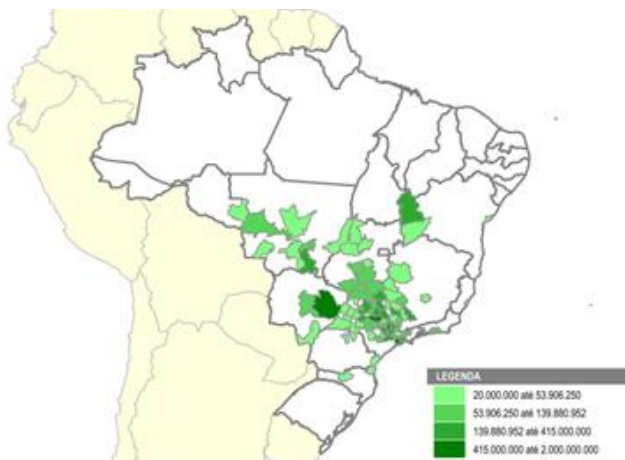 LEGENDA
20.000.000 até 53.906.250
53.906.250 até 139.880.952
139.880.952 até 415.000.000
415.000.000 até 2.000.000.000